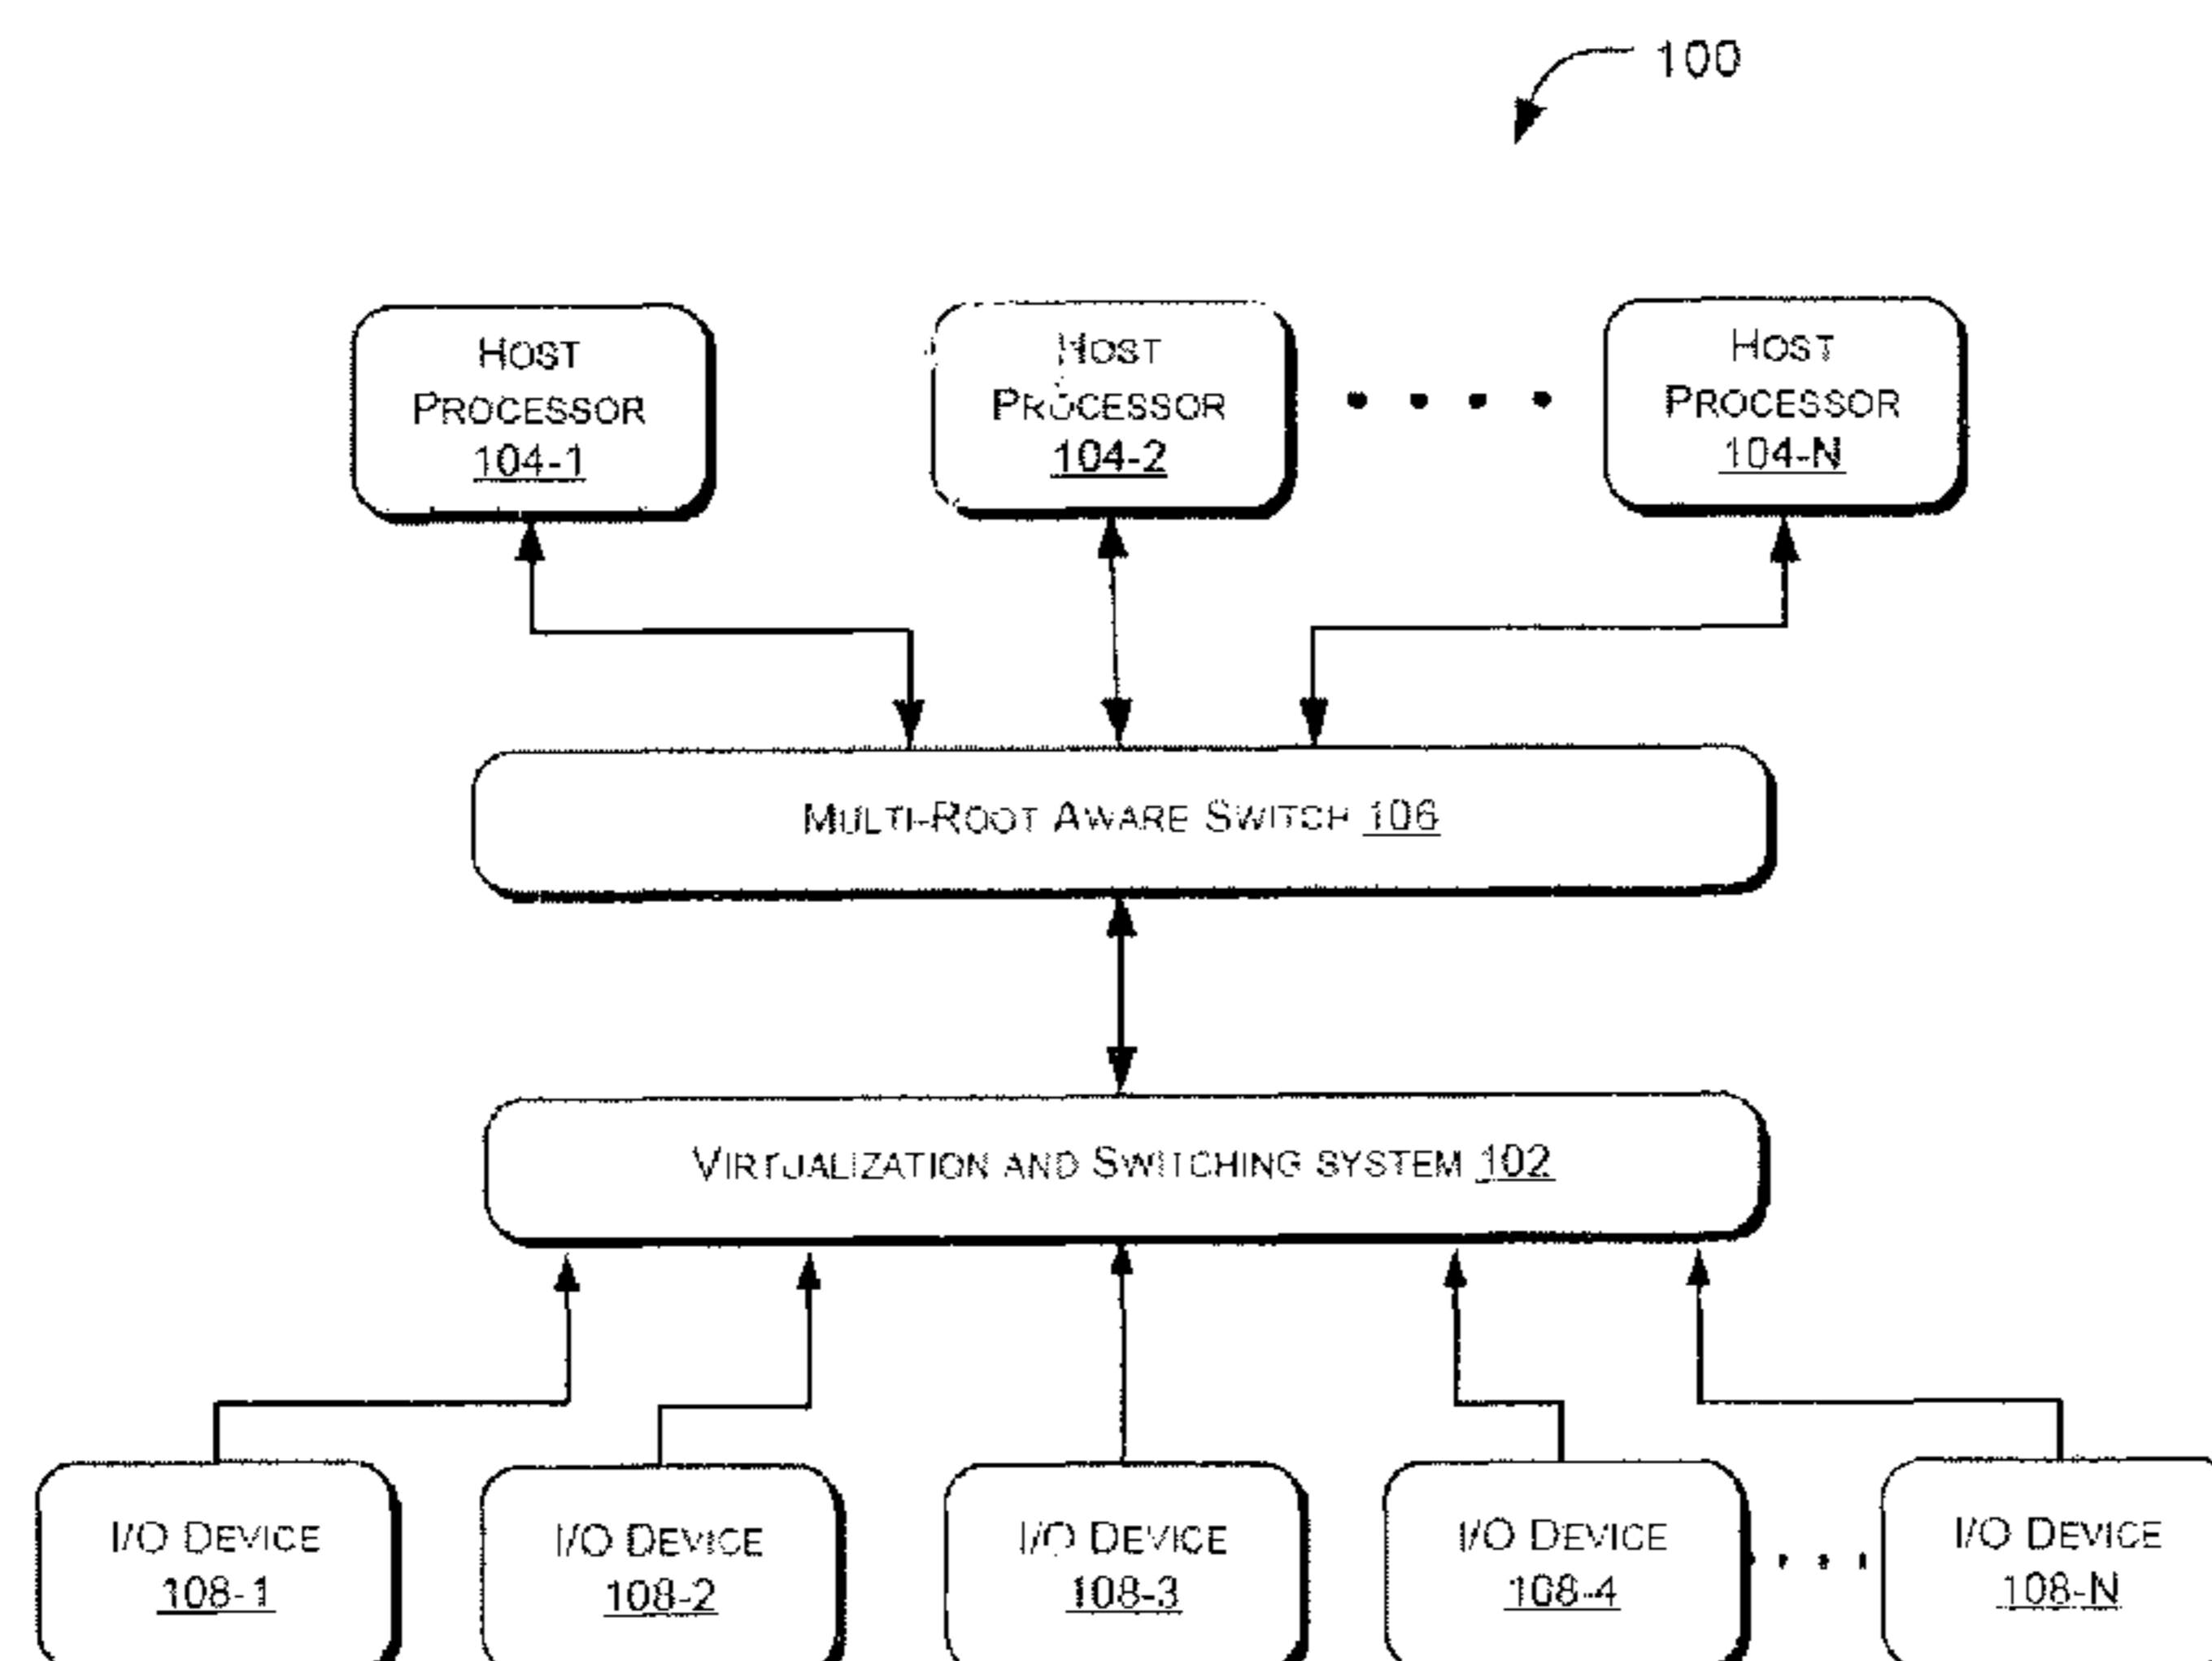 100
HOST
PROCESSOR
104-1
HOST
PROCESSOR
104-2
HOST
PROCESSOR
104-N
MULTI-ROOT AWARE SWITCH 106
VIRTUALIZATION AND SWITCHING SYSTEM 102
I/O DEVICE
108-1
I/O DEVICE
108-2
I/O DEVICE
108-3
I/O DEVICE
108-4
I/O DEVICE
108-N